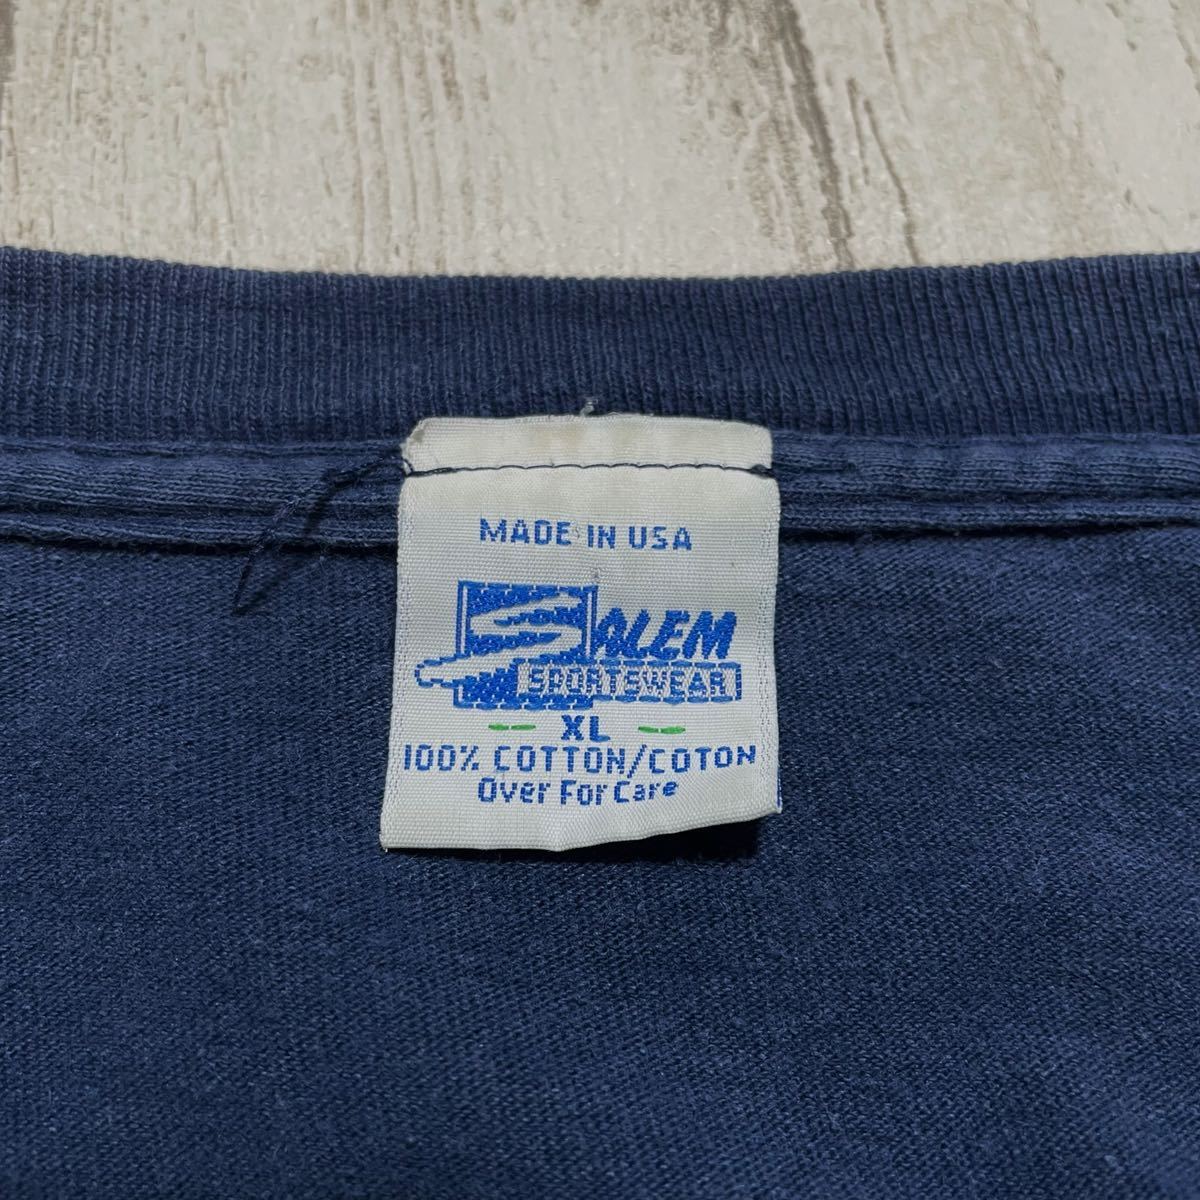 MADE IN USA
SALEM
SPORTSWEAR
XL
100% COTTON/COTON
Over For Care